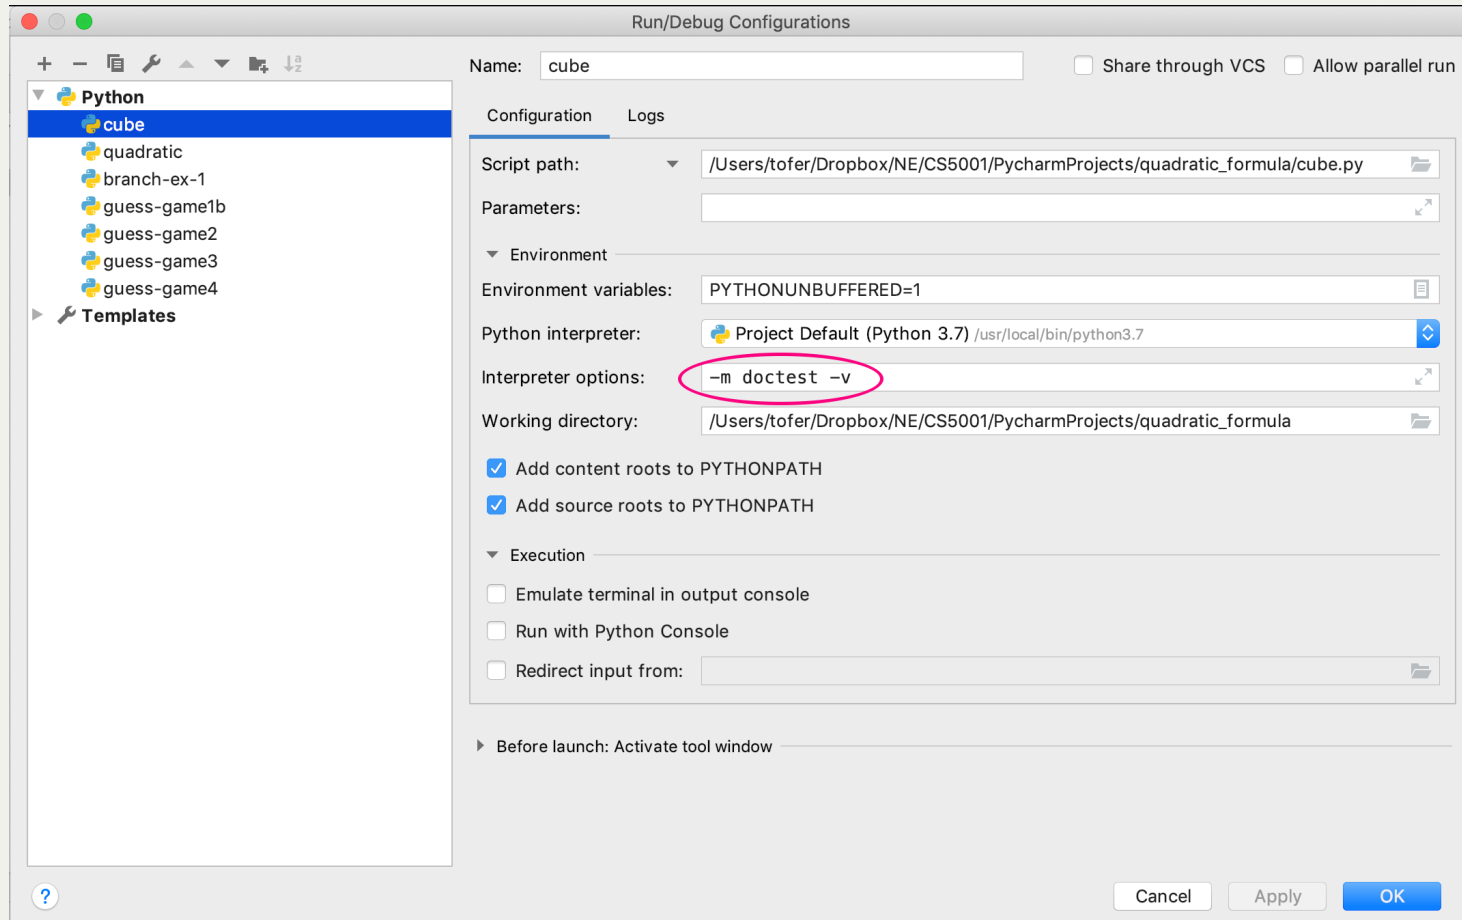 Run/Debug Configurations
Name: cube
Share through VCS
Allow parallel run
Python
cube
quadratic
branch-ex-1
guess-game1b
guess-game2
guess-game3
guess-game4
Templates
Configuration Logs
Script path: /Users/tofer/Dropbox/NE/CS5001/PycharmProjects/quadratic_formula/cube.py
Parameters:
Environment
Environment variables: PYTHONUNBUFFERED=1
Python interpreter: Project Default (Python 3.7) /usr/local/bin/python3.7
Interpreter options: -m doctest -v
Working directory: /Users/tofer/Dropbox/NE/CS5001/PycharmProjects/quadratic_formula
Add content roots to PYTHONPATH
Add source roots to PYTHONPATH
Execution
Emulate terminal in output console
Run with Python Console
Redirect input from:
Before launch: Activate tool window
? Cancel Apply OK